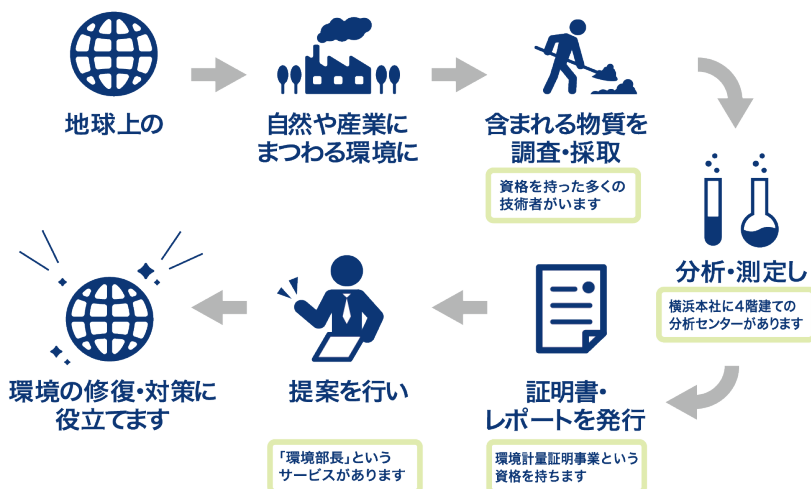 地球上の
自然や産業に
まつわる環境に
含まれる物質を
調査・採取
資格を持った多くの
技術者がいます
分析・測定し
横浜本社に4階建ての
分析センターがあります
証明書・
レポートを発行
環境計量証明事業という
資格を持ちます
提案を行い
「環境部長」という
サービスがあります
環境の修復・対策に
役立てます